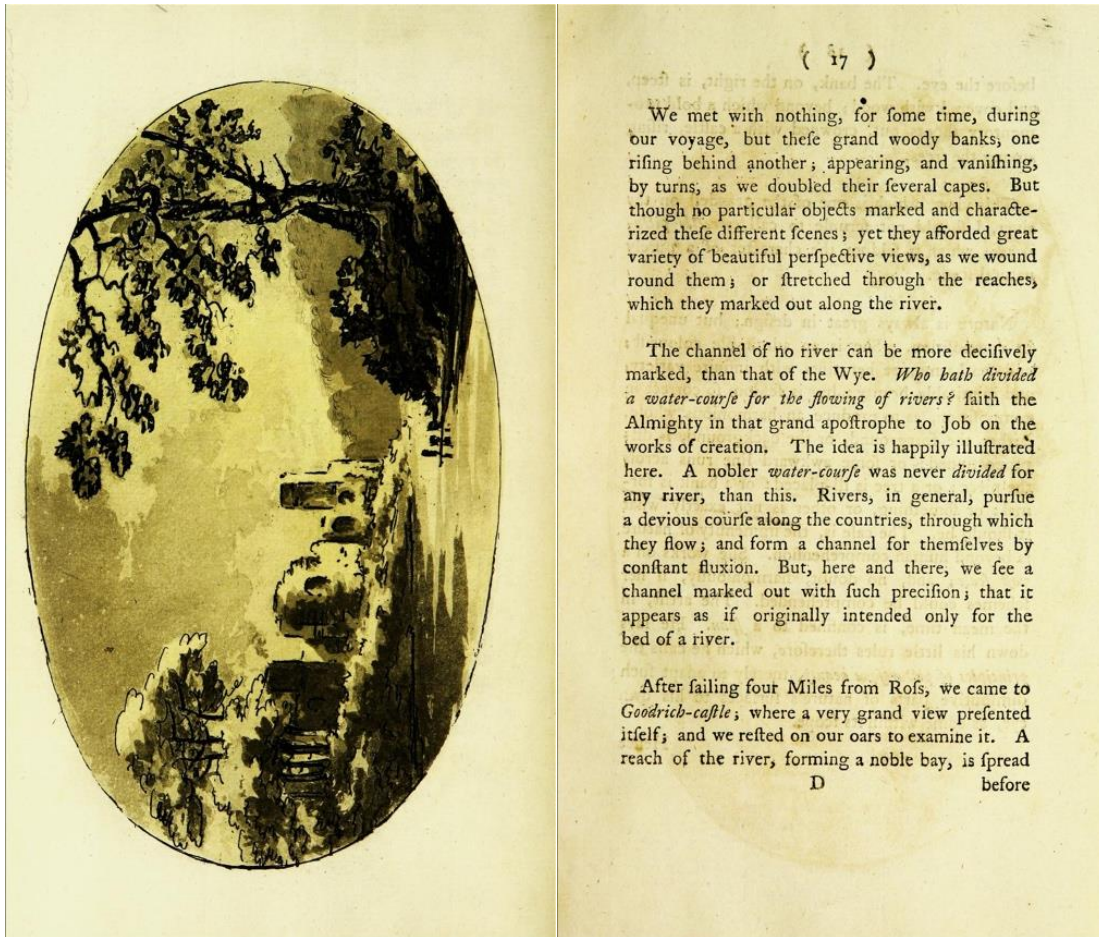 ( 17 )
We met with nothing, for ſome time, during
our voyage, but theſe grand woody banks, one
riſing behind another; appearing, and vaniſhing,
by turns, as we doubled their ſeveral capes. But
though no particular objects marked and characte-
rized theſe different ſcenes; yet they afforded great
variety of beautiful perſpective views, as we wound
round them; or ſtretched through the reaches,
which they marked out along the river.
The channel of no river can be more deciſively
marked, than that of the Wye. Who hath divided
a water-courſe for the flowing of rivers? ſaith the
Almighty in that grand apoſtrophe to Job on the
works of creation. The idea is happily illuſtrated
here. A nobler water-courſe was never divided for
any river, than this. Rivers, in general, purſue
a devious courſe along the countries, through which
they flow; and form a channel for themſelves by
conſtant fluxion. But, here and there, we ſee a
channel marked out with ſuch preciſion; that it
appears as if originally intended only for the
bed of a river.
After ſailing four Miles from Roſs, we came to
Goodrich-caſtle; where a very grand view preſented
itſelf; and we reſted on our oars to examine it. A
reach of the river, forming a noble bay, is ſpread
D before